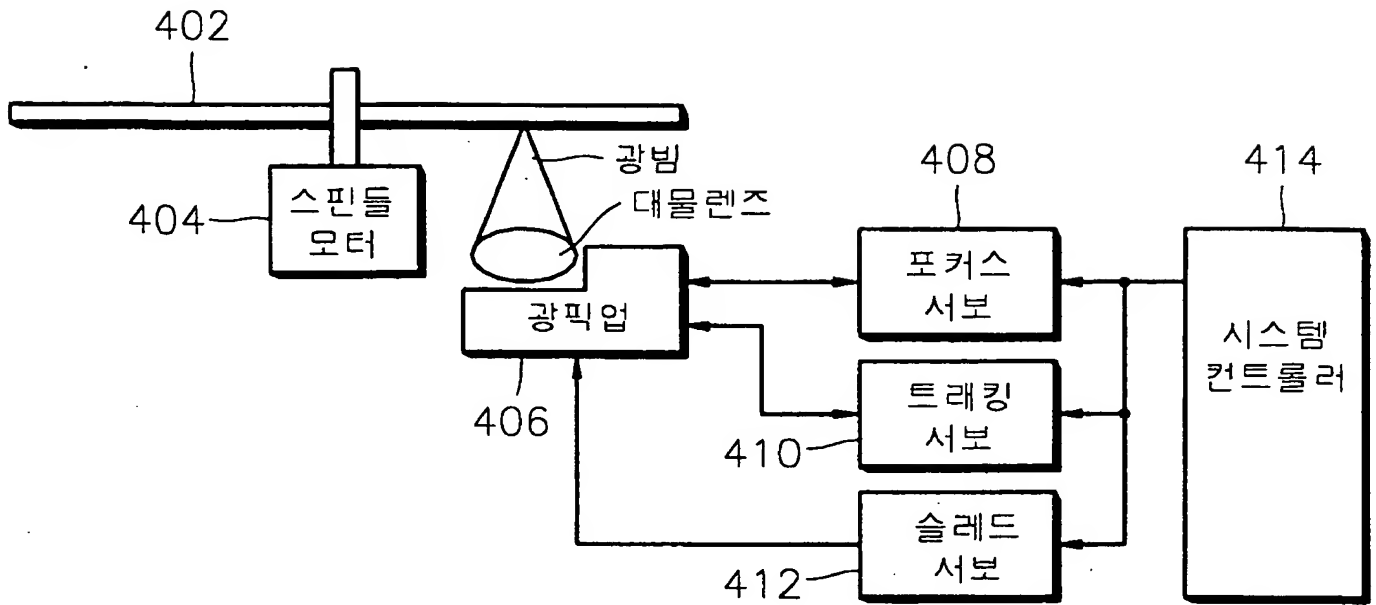 402
광빔
408
414
404
스핀들
모터
대물렌즈
포커스
서보
광픽업
시스템
컨트롤러
406
트래킹
서보
410
슬레드
서보
412